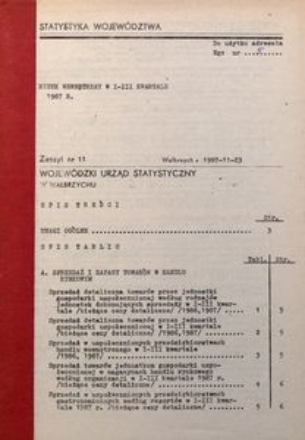 STATYSTYKA WOJEWÓDZTWA
Do użytku adresata
Egz nr 5
RYNEK WEWNĘTRZNY W I-III KWARTALE
1987 R.
Zeszyt nr 11
Wałbrzych 1987-11-23
WOJEWÓDZKI URZĄD STATYSTYCZNY
W WAŁBRZYCHU
SPIS TREŚCI
Str.
UWAGI OGÓLNE 3
SPIS TABLIC
Tabl. Str.
A. SPRZEDAŻ I ZAPASY TOWARÓW W HANDLU
RYNKOWYM
Sprzedaż detaliczna towarów przez jednostki
gospodarki uspołecznionej według rodzajów
jednostek dokonujących sprzedaży w I-III kwar-
tale /bieżące ceny detaliczne/ /1986, 1987/ 1 5
Sprzedaż detaliczna towarów przez jednostki
gospodarki uspołecznionej w I-III kwartale
/bieżące ceny detaliczne/ /1986, 1987/ 2 5
Sprzedaż w uspołecznionych przedsiębiorstwach
handlu wewnętrznego w I-III kwartale
/1986, 1987/ 3 5
Sprzedaż towarów jednostkom gospodarki uspo-
łecznionej w magazynach handlu rynkowego
według organizacji w I-III kwartale 1987 r.
/bieżące ceny detaliczne/ 4 6
Sprzedaż w uspołecznionych przedsiębiorstwach
gastronomicznych według resortów w I-III kwar-
tale 1987 r. /bieżące ceny detaliczne/ 5 6